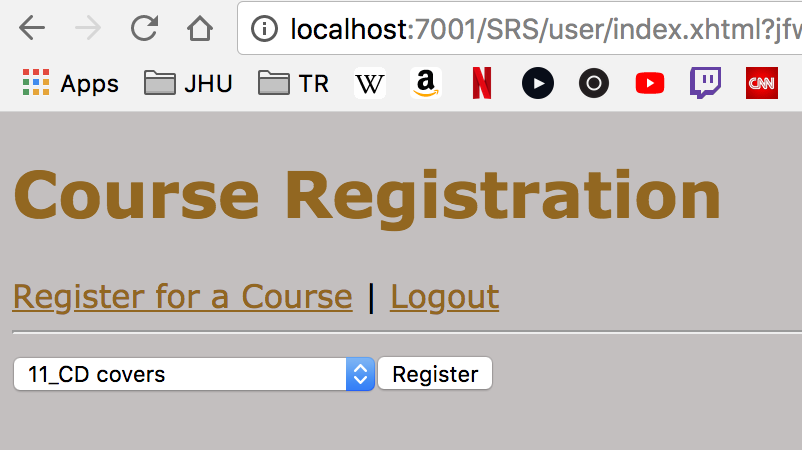 localhost:7001/SRS/user/index.xhtml?jfw
Apps JHU TR W a N CNN
Course Registration
Register for a Course | Logout
11_CD covers Register